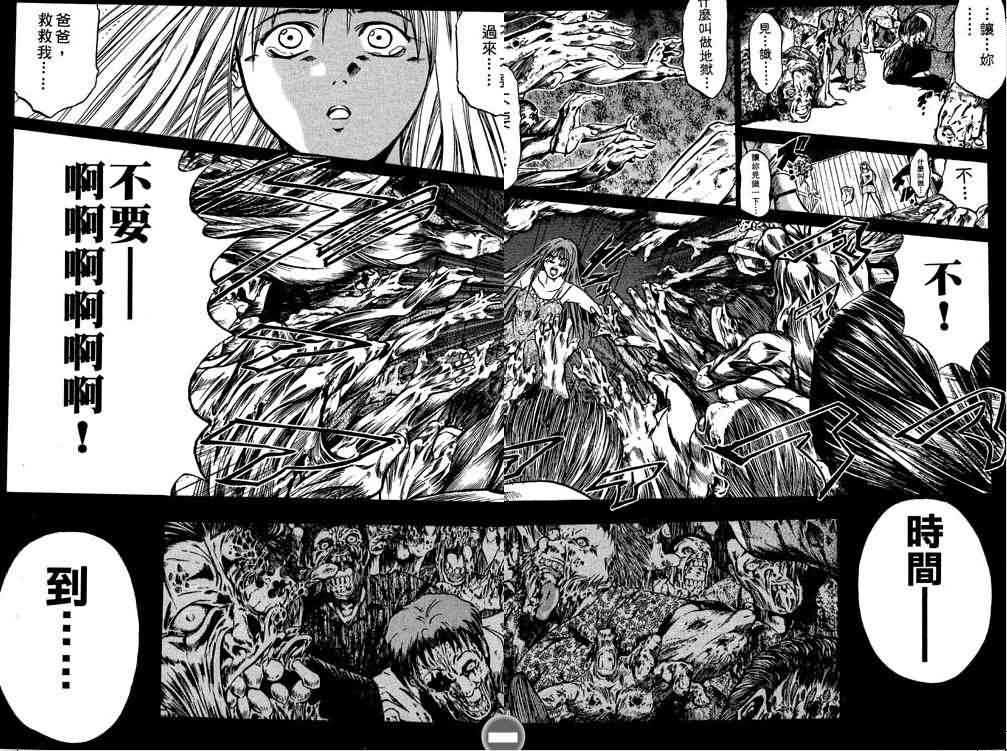 …讓…妳
見…識…
什麼叫做地獄…
不…
什麼叫做…
讓妳見識一下…
過來……
爸爸，
救救我……
不！
不要——
啊啊啊啊啊啊！
時間——
到………